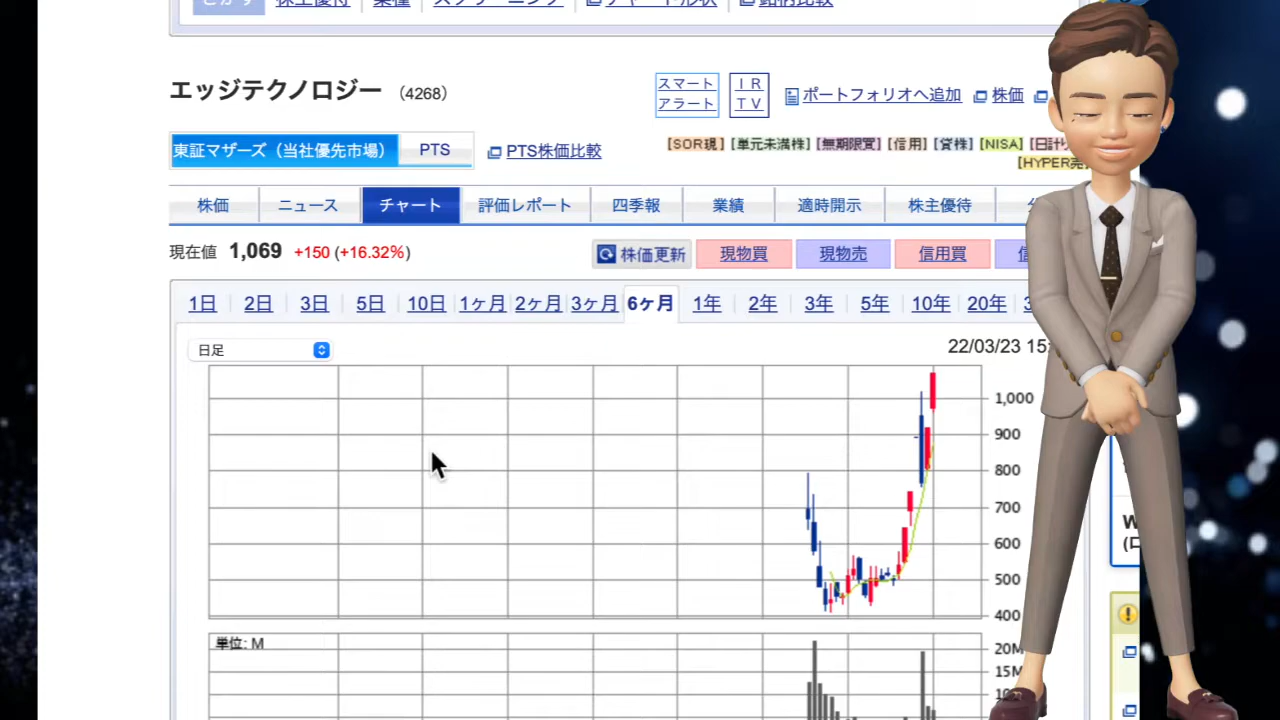 エッジテクノロジー (4268)
スマートアラート IR TV ポートフォリオへ追加 株価
東証マザーズ(当社優先市場) PTS PTS株価比較
[SOR現] [単元未満株] [無期限買] [信用] [貸株] [NISA]
株価 ニュース チャート 評価レポート 四季報 業績 適時開示 株主優待
現在値 1,069 +150 (+16.32%) 株価更新 現物買 現物売 信用買
1日 2日 3日 5日 10日 1ヶ月 2ヶ月 3ヶ月 6ヶ月 1年 2年 3年 5年 10年 20年
日足
22/03/23
1,000
900
800
700
600
500
400
単位: M
20M